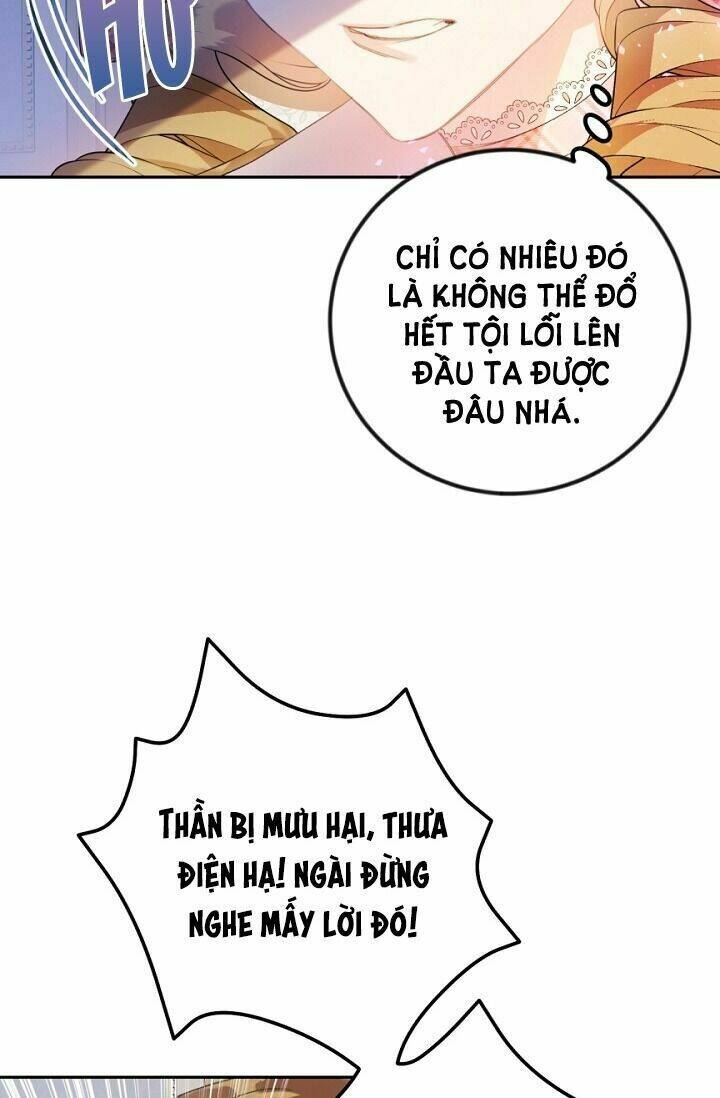 HỪ
CHỈ CÓ NHIÊU ĐÓ
LÀ KHÔNG THỂ ĐỔ
HẾT TỘI LỖI LÊN
ĐẦU TA ĐƯỢC
ĐÂU NHÁ.
THẦN BỊ MƯU HẠI, THƯA
ĐIỆN HẠ! NGÀI ĐỪNG
NGHE MẤY LỜI ĐÓ!